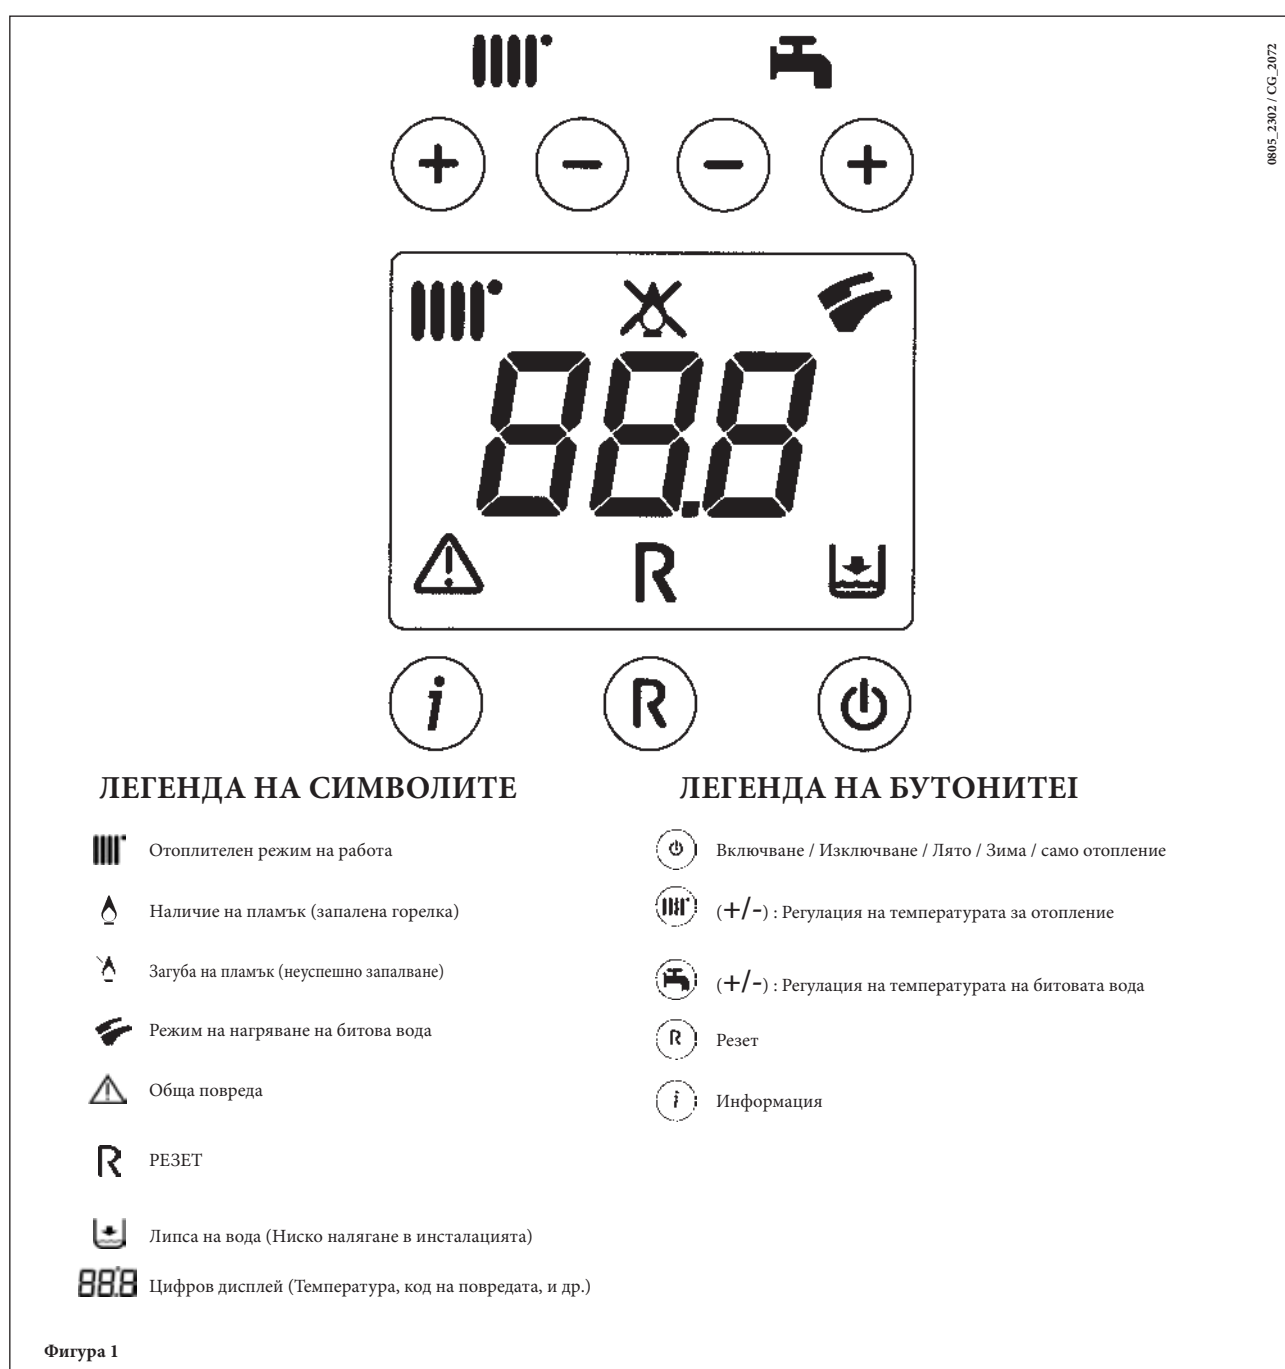 0805_2302 / CG_2072
+ - - +
88.8
R
i R
ЛЕГЕНДА НА СИМВОЛИТЕ
Отоплителен режим на работа
Наличие на пламък (запалена горелка)
Загуба на пламък (неуспешно запалване)
Режим на нагряване на битова вода
Обща повреда
R РЕЗЕТ
Липса на вода (Ниско налягане в инсталацията)
88.8 Цифров дисплей (Температура, код на повредата, и др.)
ЛЕГЕНДА НА БУТОНИТЕI
Включване / Изключване / Лято / Зима / само отопление
(+/-) : Регулация на температурата за отопление
(+/-) : Регулация на температурата на битовата вода
R Резет
i Информация
Фигура 1